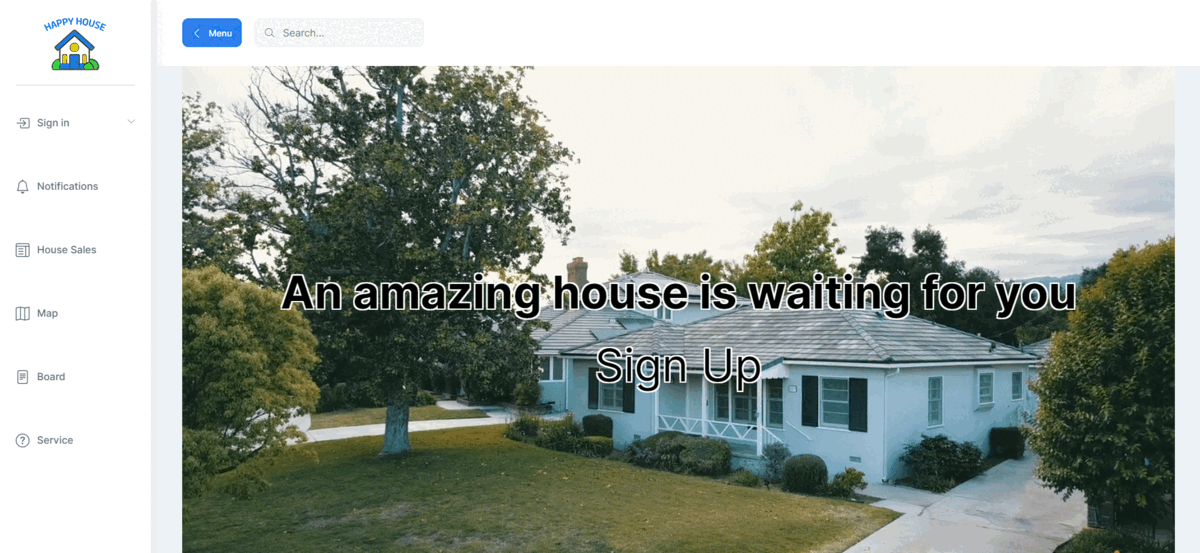 HAPPY HOUSE
Menu
Search...
Sign in
Notifications
House Sales
Map
Board
Service
An amazing house is waiting for you
Sign Up